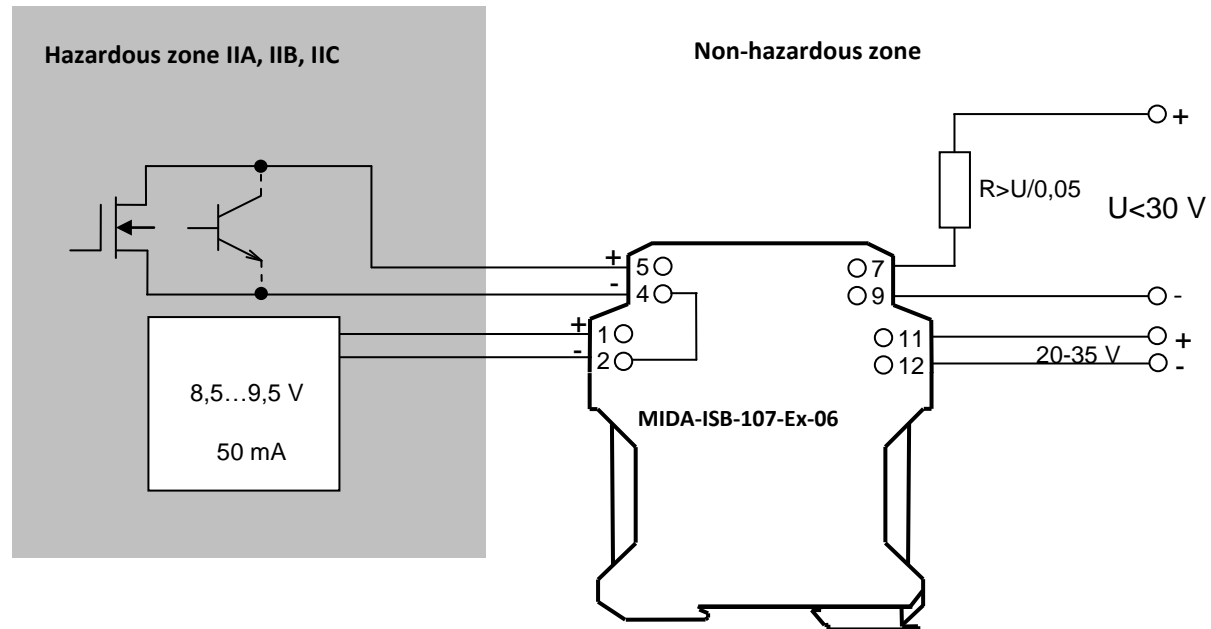 Hazardous zone IIA, IIB, IIC
Non-hazardous zone
+
R>U/0,05
U<30 V
+
-
5
4
7
9
-
+
-
1
2
11
12
+
-
20-35 V
8,5...9,5 V
50 mA
MIDA-ISB-107-Ex-06